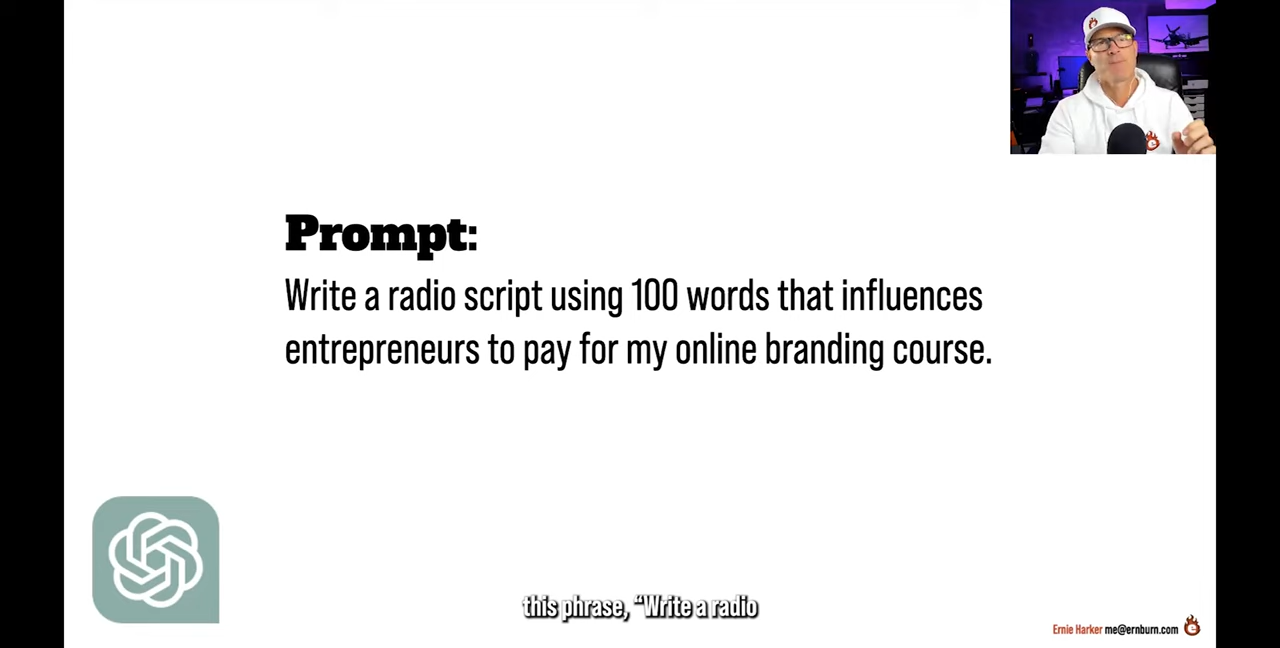 Prompt:
Write a radio script using 100 words that influences
entrepreneurs to pay for my online branding course.
this phrase, “Write a radio
Ernie Harker me@ernburn.com